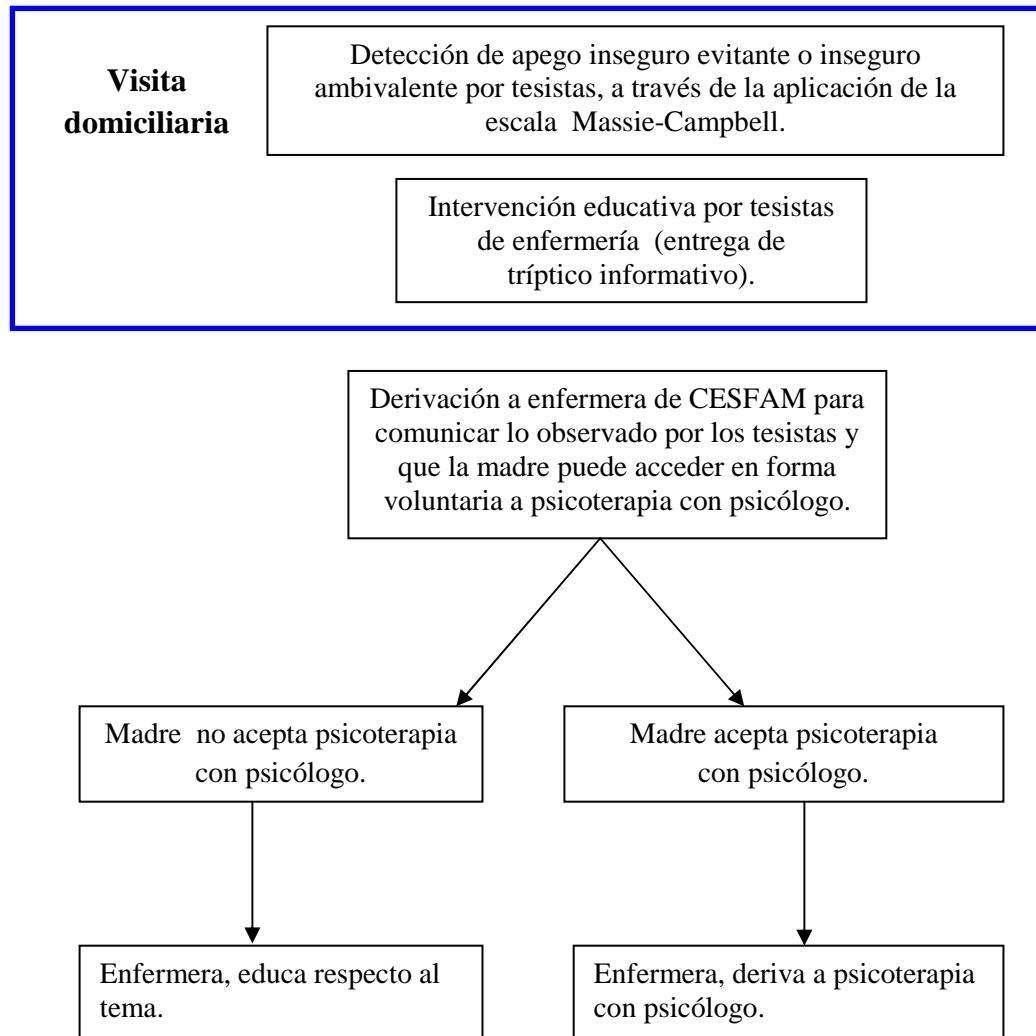 Visita
domiciliaria
Detección de apego inseguro evitante o inseguro
ambivalente por tesistas, a través de la aplicación de la
escala Massie-Campbell.
Intervención educativa por tesistas
de enfermería (entrega de
tríptico informativo).
Derivación a enfermera de CESFAM para
comunicar lo observado por los tesistas y
que la madre puede acceder en forma
voluntaria a psicoterapia con psicólogo.
Madre no acepta psicoterapia
con psicólogo.
Madre acepta psicoterapia
con psicólogo.
Enfermera, educa respecto al
tema.
Enfermera, deriva a psicoterapia
con psicólogo.